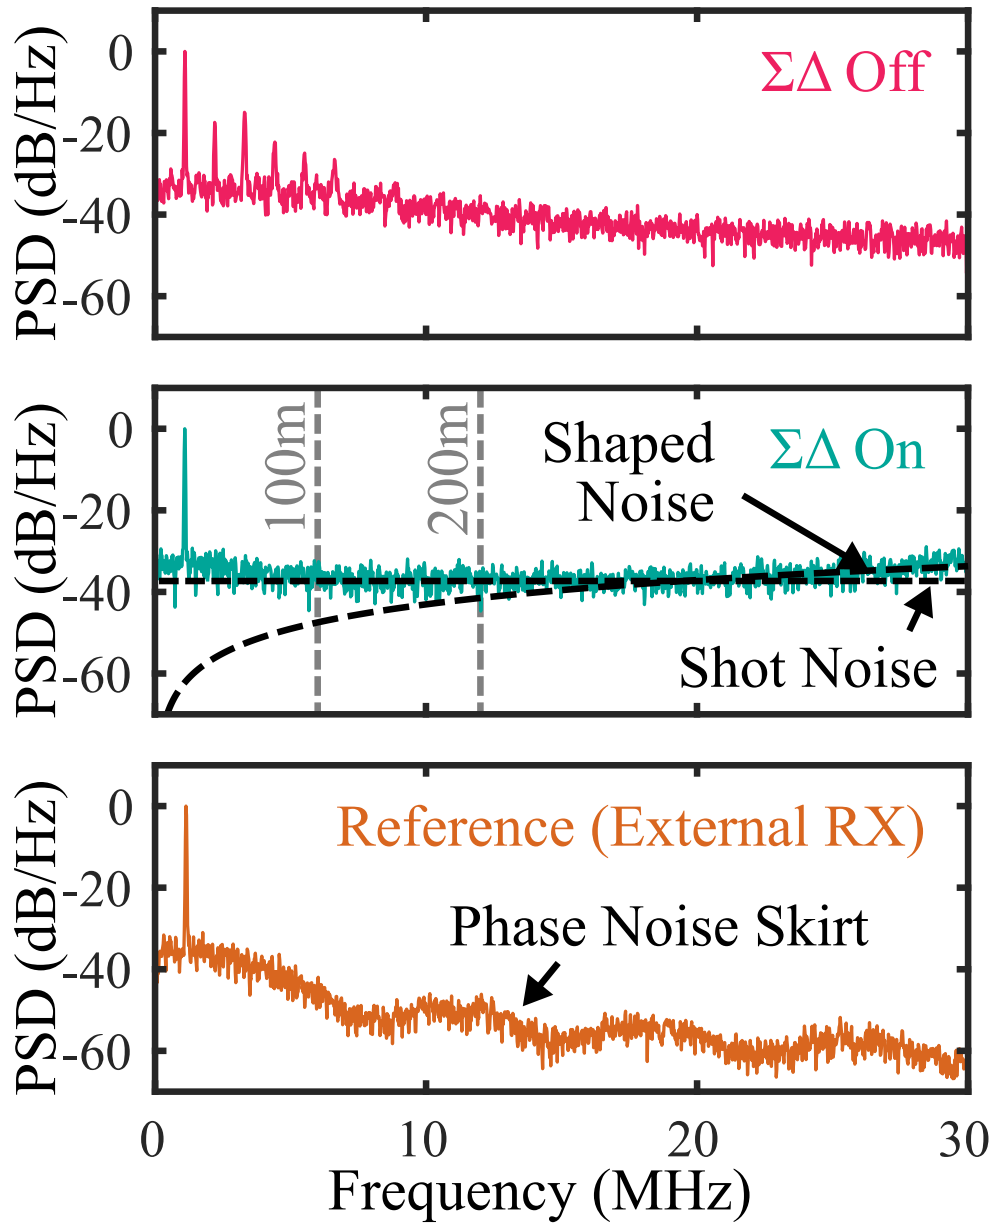 PSD (dB/Hz)
0
-20
-40
-60
ΣΔ Off
PSD (dB/Hz)
0
-20
-40
-60
100m
200m
Shaped
Noise
ΣΔ On
Shot Noise
PSD (dB/Hz)
0
-20
-40
-60
Reference (External RX)
Phase Noise Skirt
0
10
20
30
Frequency (MHz)